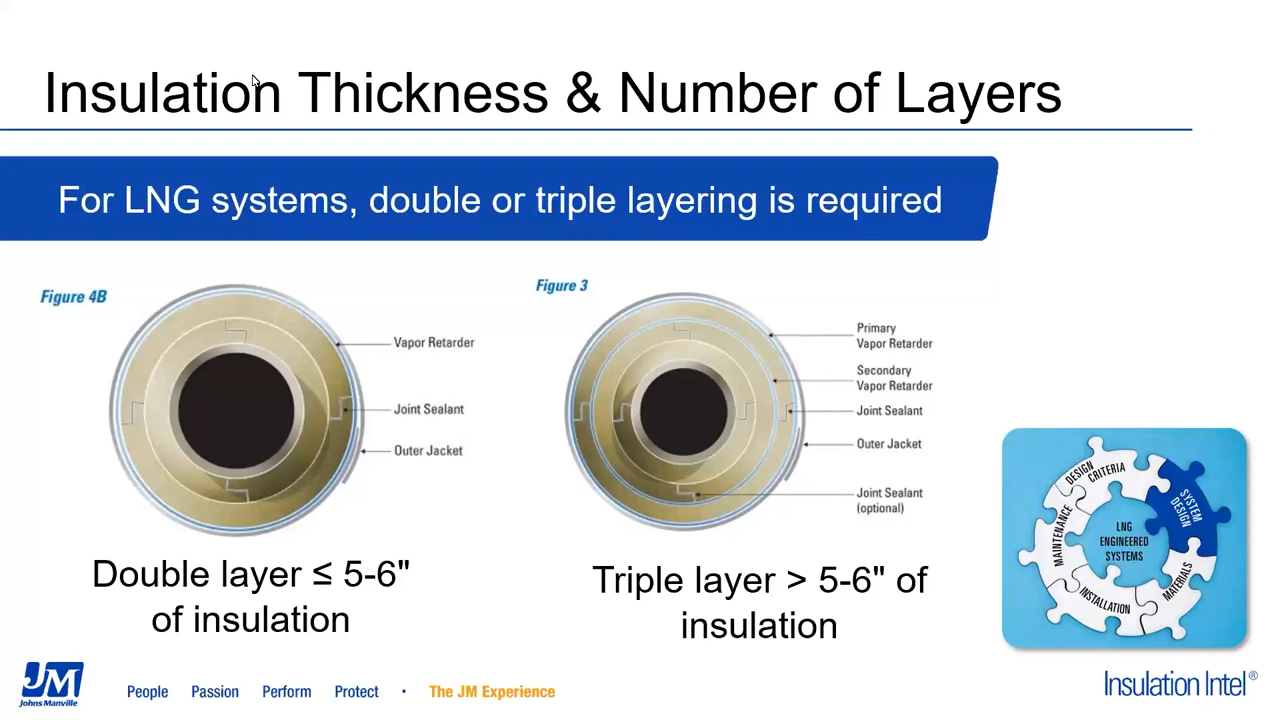 Insulation Thickness & Number of Layers
For LNG systems, double or triple layering is required
Figure 4B
Vapor Retarder
Joint Sealant
Outer Jacket
Double layer ≤ 5-6"
of insulation
Figure 3
Primary
Vapor Retarder
Secondary
Vapor Retarder
Joint Sealant
Outer Jacket
Joint Sealant
(optional)
Triple layer > 5-6" of
insulation
DESIGN
CRITERIA
SYSTEM
DESIGN
MATERIALS
INSTALLATION
MAINTENANCE
LNG
ENGINEERED
SYSTEMS
JM
Johns Manville
People Passion Perform Protect · The JM Experience
Insulation Intel®